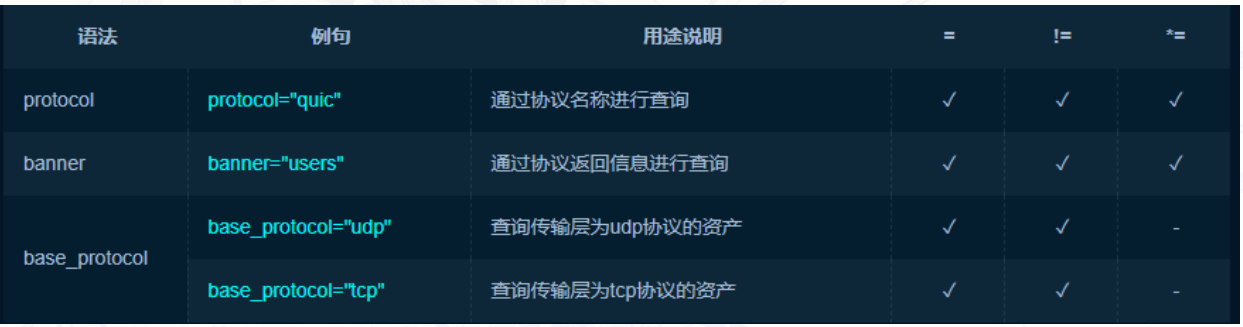 语法 例句 用途说明 = != *=
protocol protocol="quic" 通过协议名称进行查询 ✓ ✓ ✓
banner banner="users" 通过协议返回信息进行查询 ✓ ✓ ✓
base_protocol base_protocol="udp" 查询传输层为udp协议的资产 ✓ ✓ -
base_protocol="tcp" 查询传输层为tcp协议的资产 ✓ ✓ -